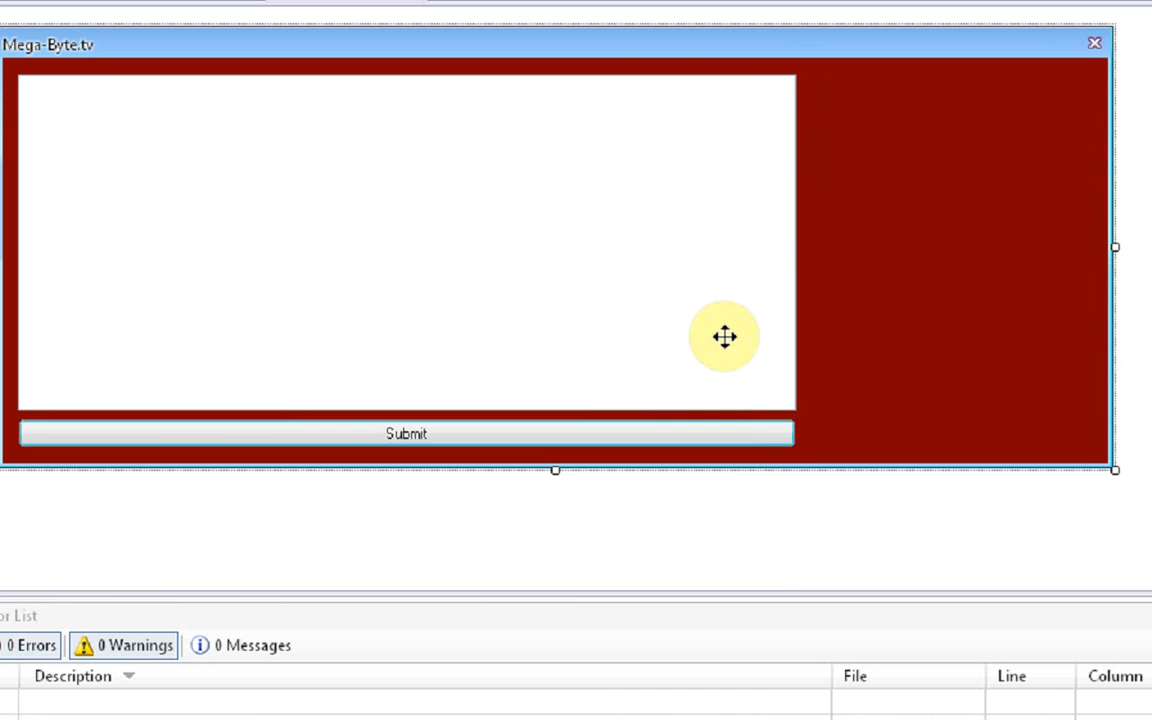 Mega-Byte.tv
Submit
or List
0 Errors
0 Warnings
0 Messages
Description
File
Line
Column